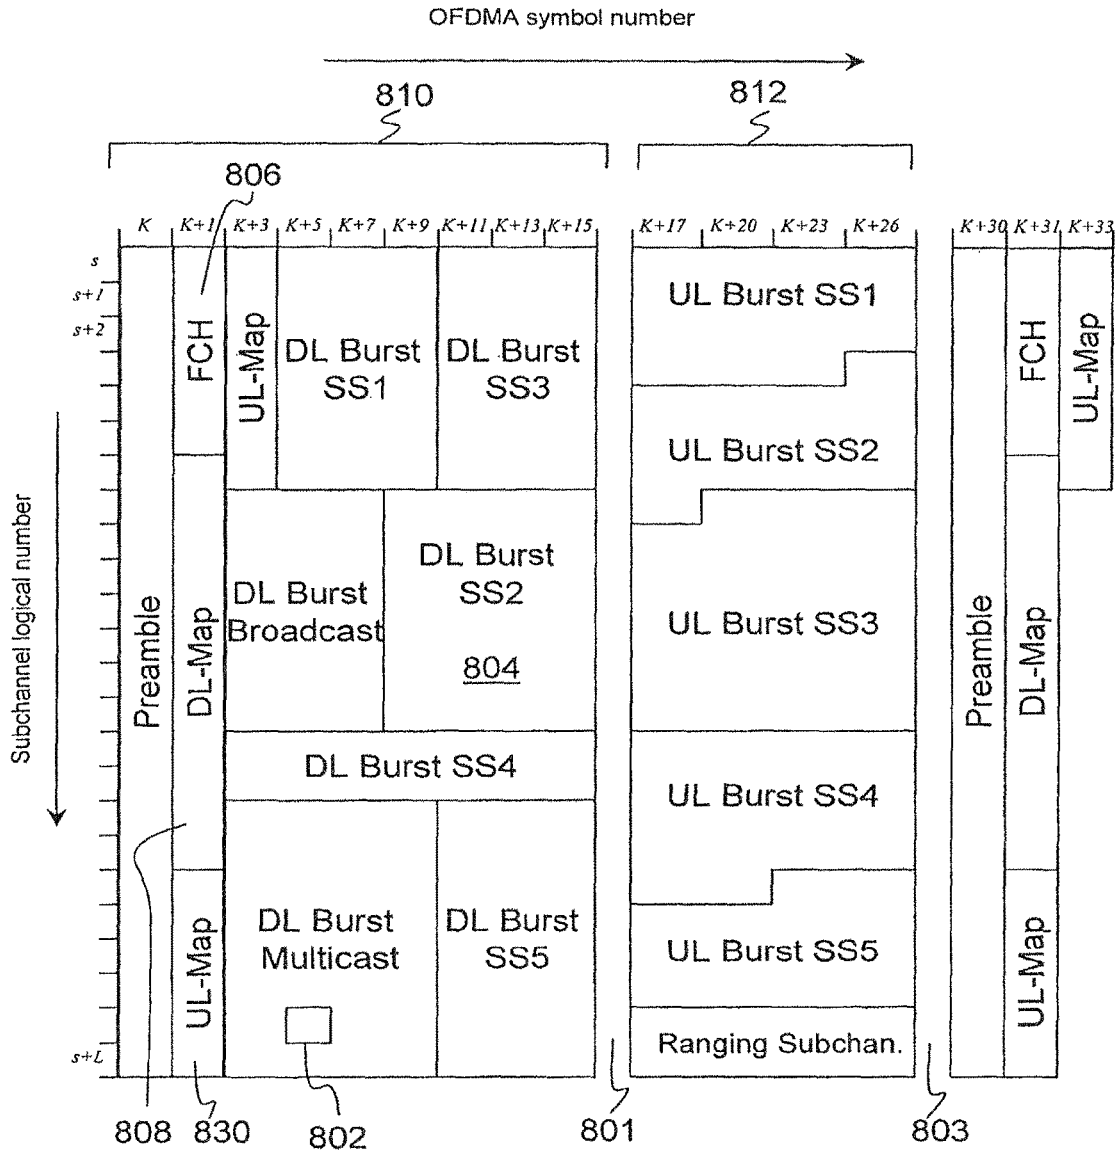 OFDMA symbol number
810
812
806
K K+1 K+3 K+5 K+7 K+9 K+11 K+13 K+15 K+17 K+20 K+23 K+26 K+30 K+31 K+33
s
s+1
s+2
s+L
Subchannel logical number
Preamble
FCH
DL-Map
UL-Map
UL-Map
DL Burst
SS1
DL Burst
SS3
DL Burst
Broadcast
DL Burst
SS2
804
DL Burst SS4
DL Burst
Multicast
DL Burst
SS5
UL Burst SS1
UL Burst SS2
UL Burst SS3
UL Burst SS4
UL Burst SS5
Ranging Subchan.
Preamble
FCH
DL-Map
UL-Map
UL-Map
808
830
802
801
803